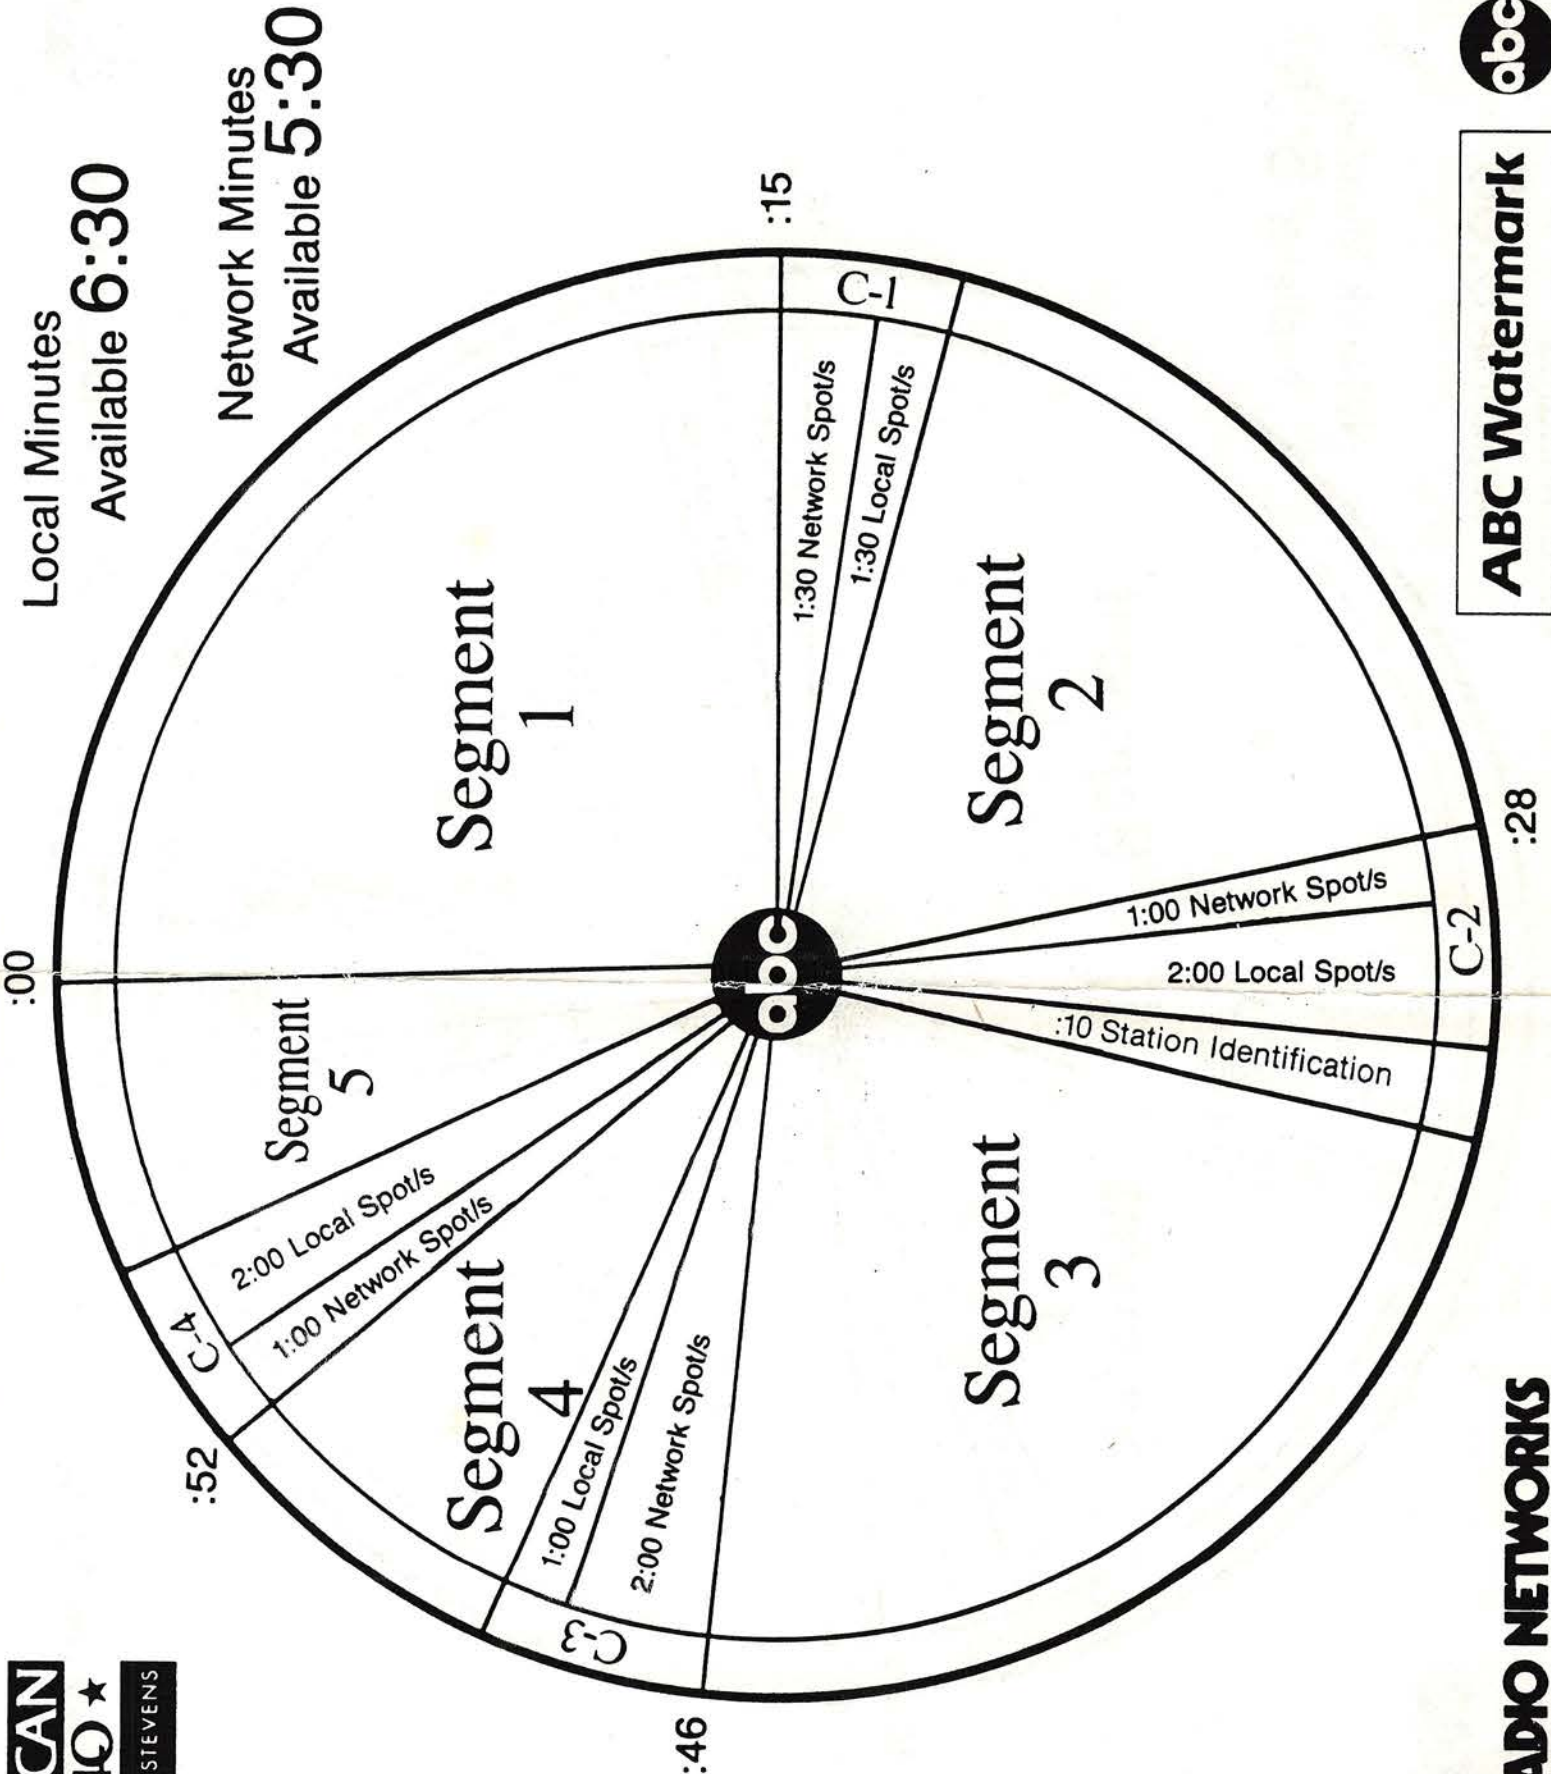 CAN
STEVENS
:00
Local Minutes
Available 6:30
Network Minutes
Available 5:30
:52
C-4
2:00 Local Spot/s
1:00 Network Spot/s
Segment
5
Segment
1
Segment
4
:46
C-3
1:00 Local Spot/s
2:00 Network Spot/s
abc
:15
C-1
1:30 Network Spot/s
1:30 Local Spot/s
Segment
3
Segment
2
:10 Station Identification
2:00 Local Spot/s
1:00 Network Spot/s
C-2
:28
ADIO NETWORKS
ABC Watermark
abc